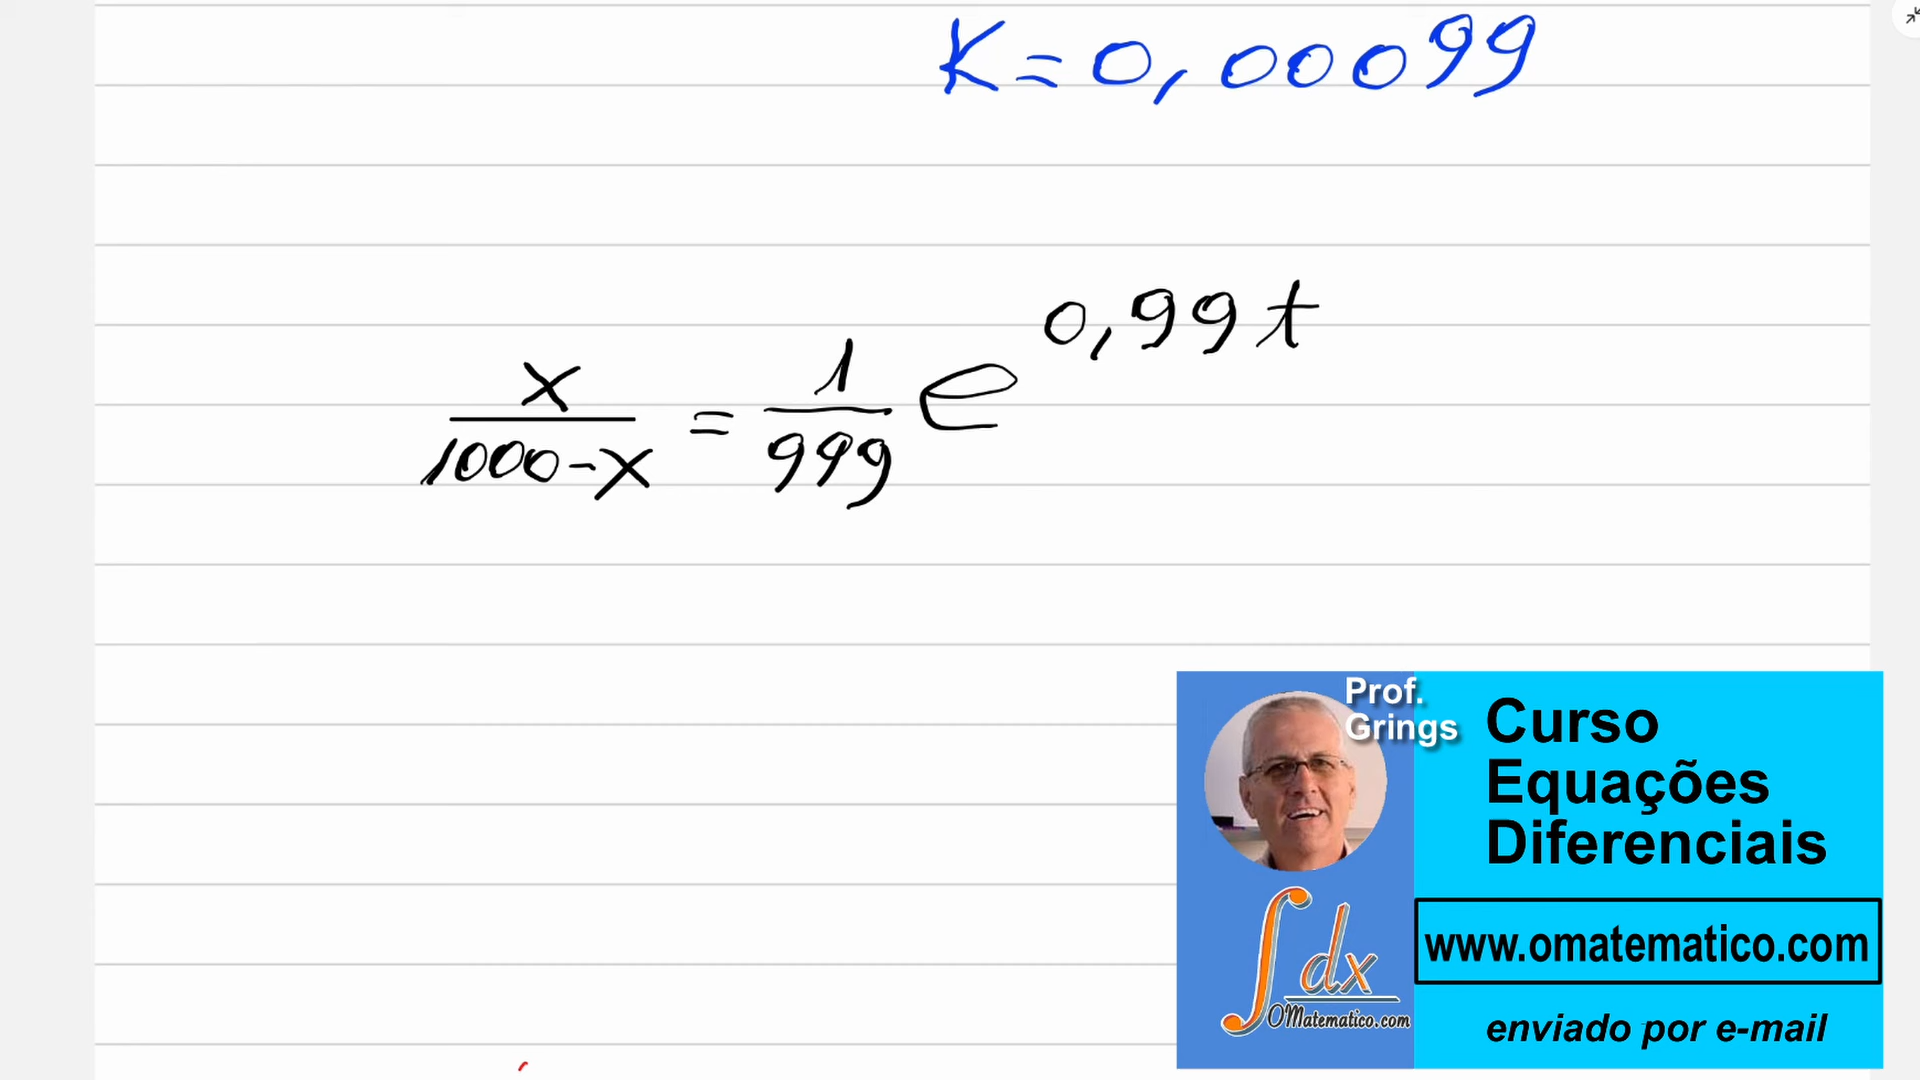 K = 0,00099
x/(1000-x) = 1/999 e^0,99t
Prof.
Grings
Curso
Equações
Diferenciais
www.omatematico.com
enviado por e-mail
∫dx
OMatematico.com